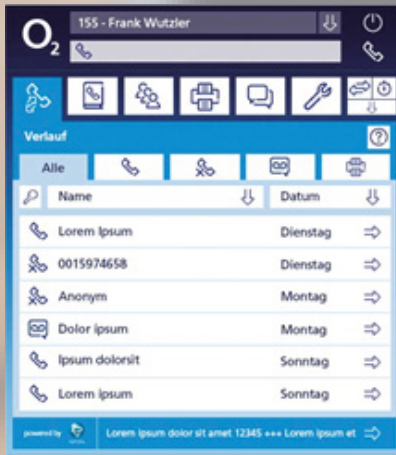 O2
155 - Frank Wutzler
Verlauf
Alle
Name Datum
Lorem Ipsum Dienstag
0015974658 Dienstag
Anonym Montag
Dolor ipsum Montag
Ipsum dolorsit Sonntag
Lorem ipsum Sonntag
powered by Lorem ipsum dolor sit amet 12345 +++ Lorem ipsum et